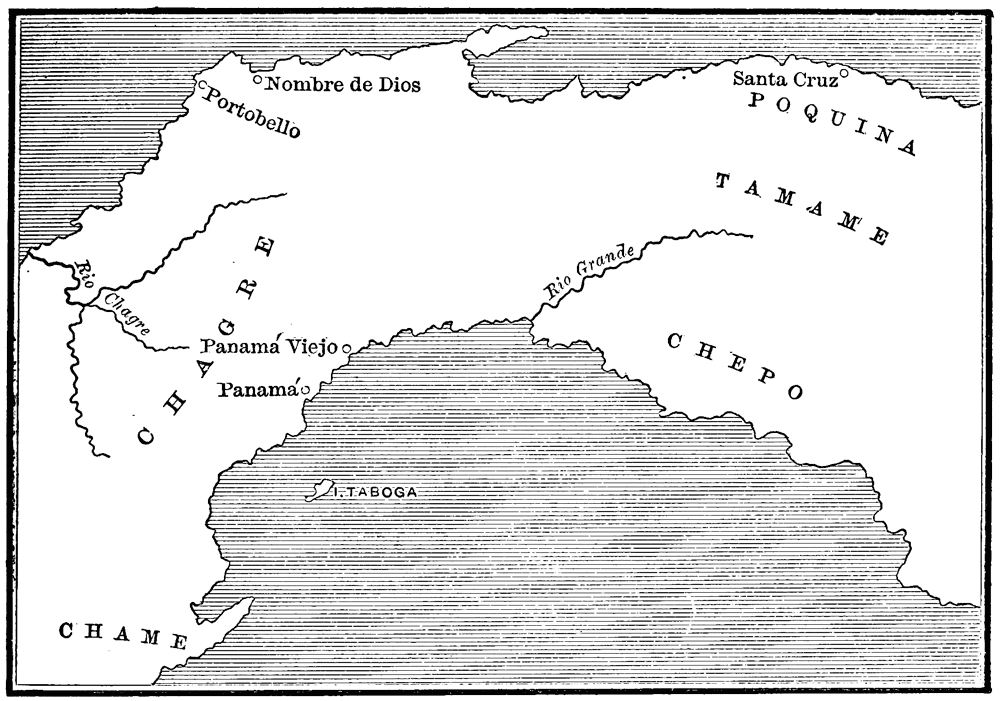 Nombre de Dios
Santa Cruz
Portobello
POQUINA
TAMAME
Rio Chagre
CHAGRE
Rio Grande
Panamá Viejo
CHEPO
Panamá
I. TABOGA
CHAME